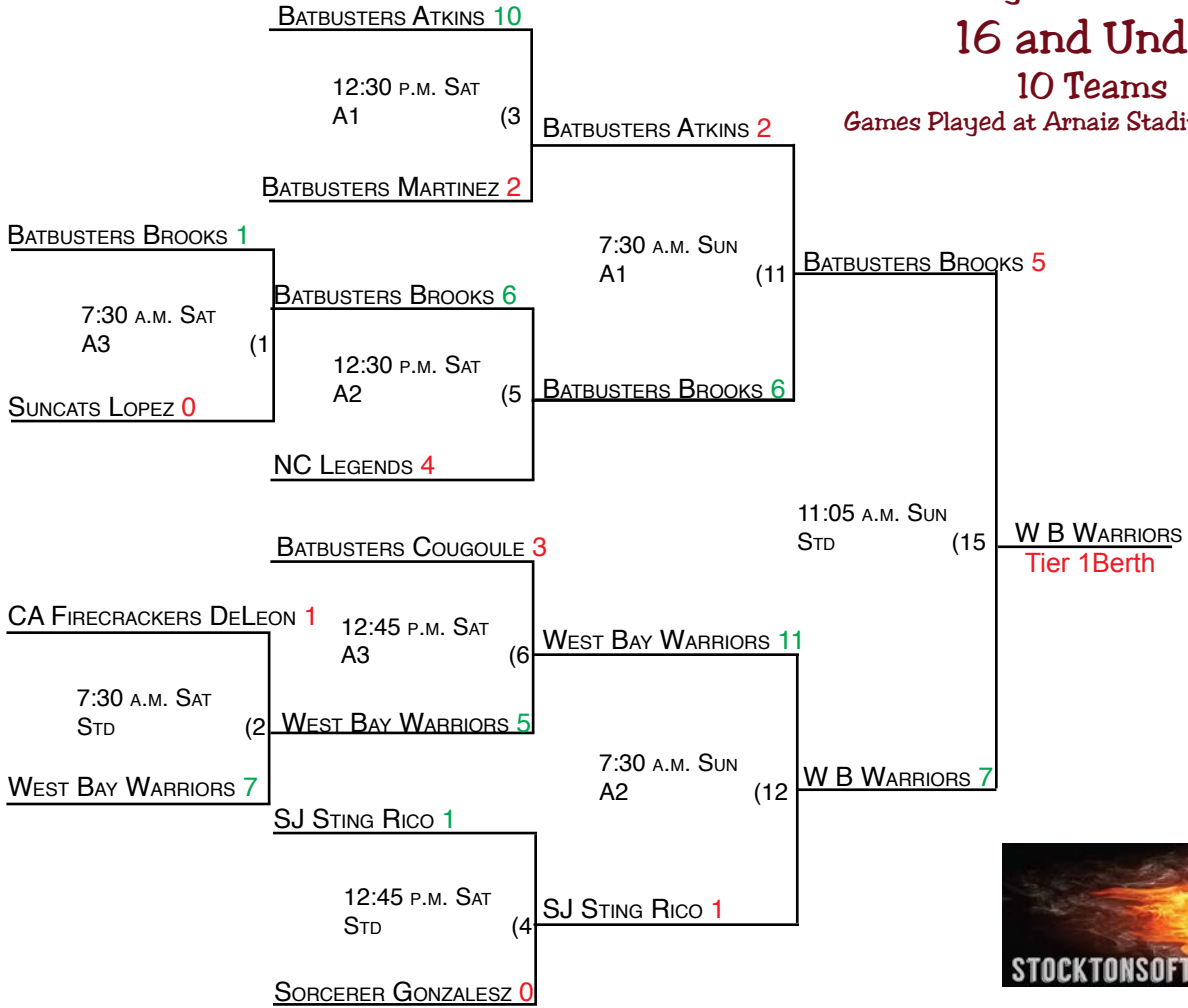 Batbusters Atkins 10
16 and Und
12:30 p.m. Sat
A1 (3
10 Teams
Games Played at Arnaiz
Batbusters Atkins 2
Batbusters Martinez 2
Batbusters Brooks 1
7:30 a.m. Sun
A1 (11
Batbusters Brooks 5
Batbusters Brooks 6
7:30 a.m. Sat
A3 (1
12:30 p.m. Sat
A2 (5
Batbusters Brooks 6
Suncats Lopez 0
NC Legends 4
11:05 a.m. Sun
Std (15
W B Warriors
Tier 1Berth
Batbusters Cougoule 3
CA Firecrackers DeLeon 1
12:45 p.m. Sat
A3 (6
West Bay Warriors 11
7:30 a.m. Sat
Std (2
West Bay Warriors 5
7:30 a.m. Sun
A2 (12
W B Warriors 7
West Bay Warriors 7
SJ Sting Rico 1
12:45 p.m. Sat
Std (4
SJ Sting Rico 1
Sorcerer Gonzalesz 0
STOCKTONSOFT